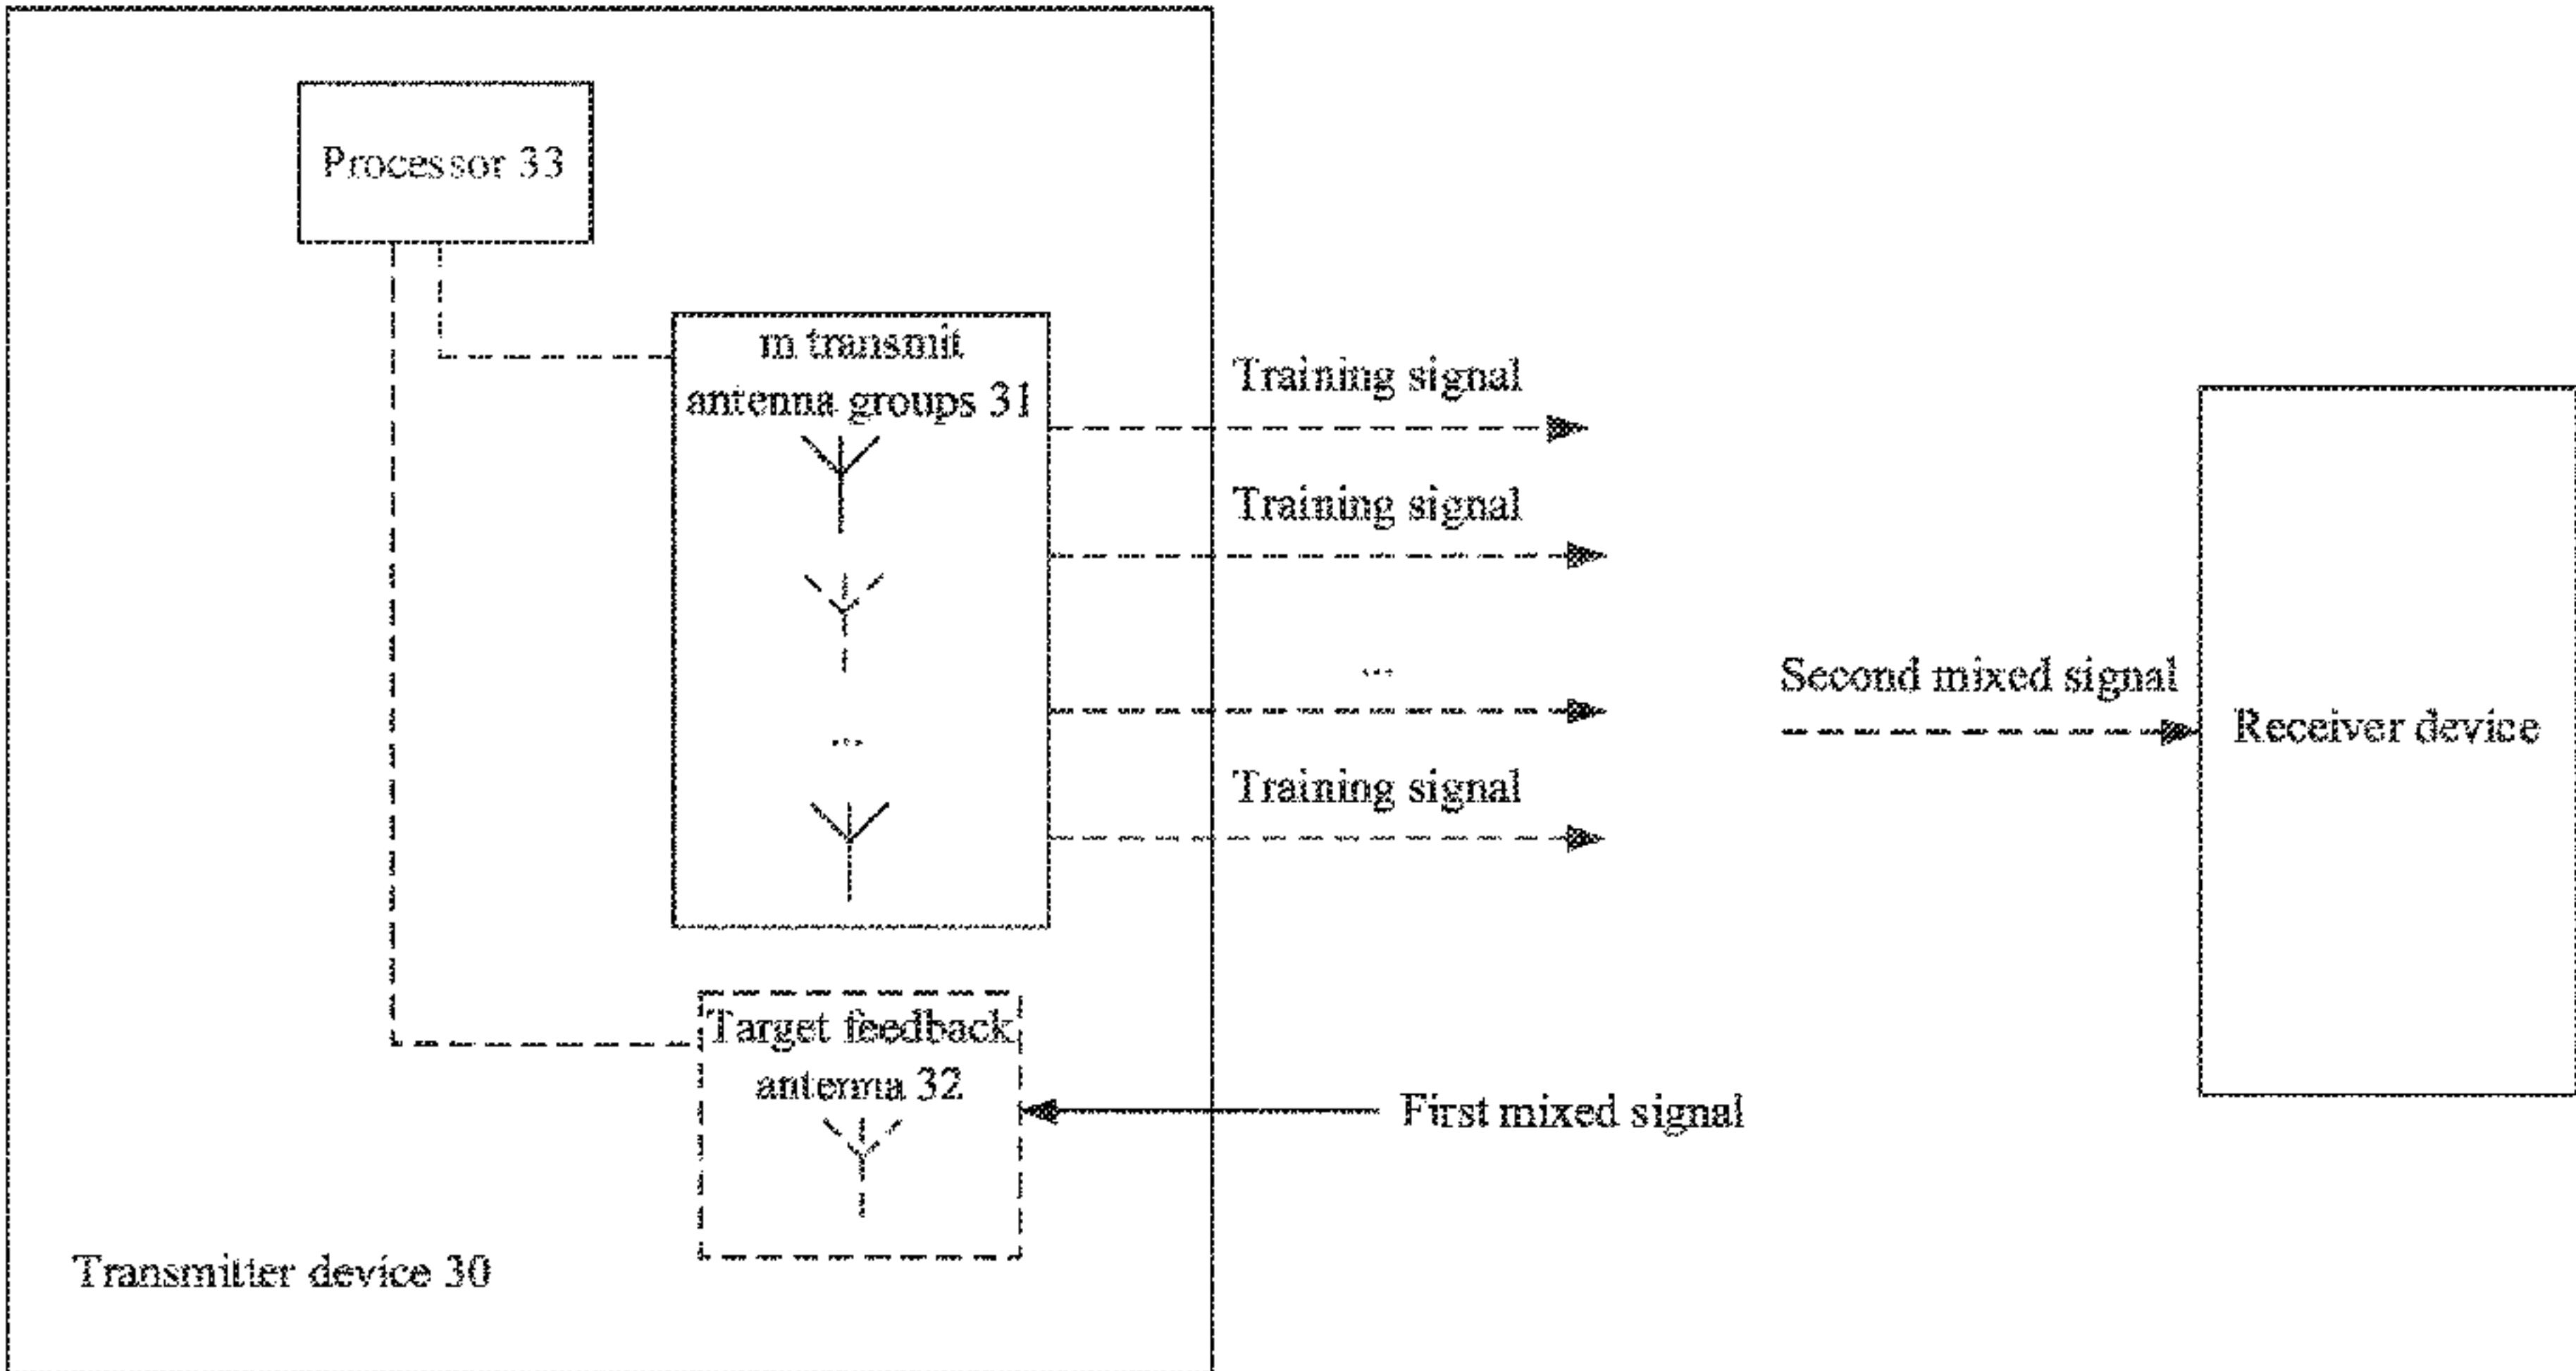 Processor 33
m transmit
antenna groups 31
...
Training signal
Training signal
...
Training signal
Second mixed signal
Receiver device
Target feedback
antenna 32
First mixed signal
Transmitter device 30